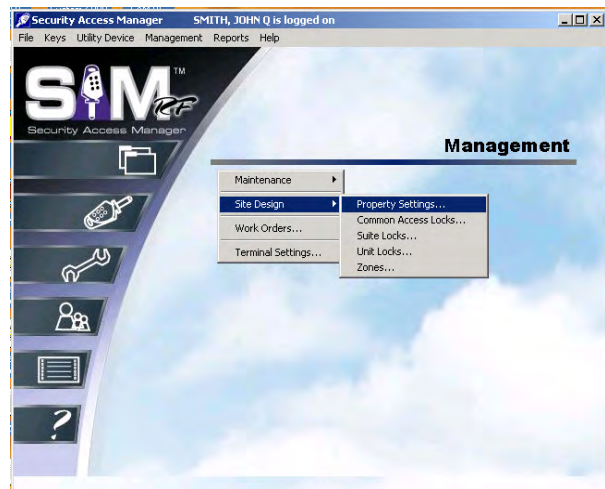 Security Access Manager SMITH, JOHN Q is logged on
File Keys Utility Device Management Reports Help
SAM TM
RF
Security Access Manager
Management
Maintenance
Site Design
Work Orders...
Terminal Settings...
Property Settings...
Common Access Locks...
Suite Locks...
Unit Locks...
Zones...
?